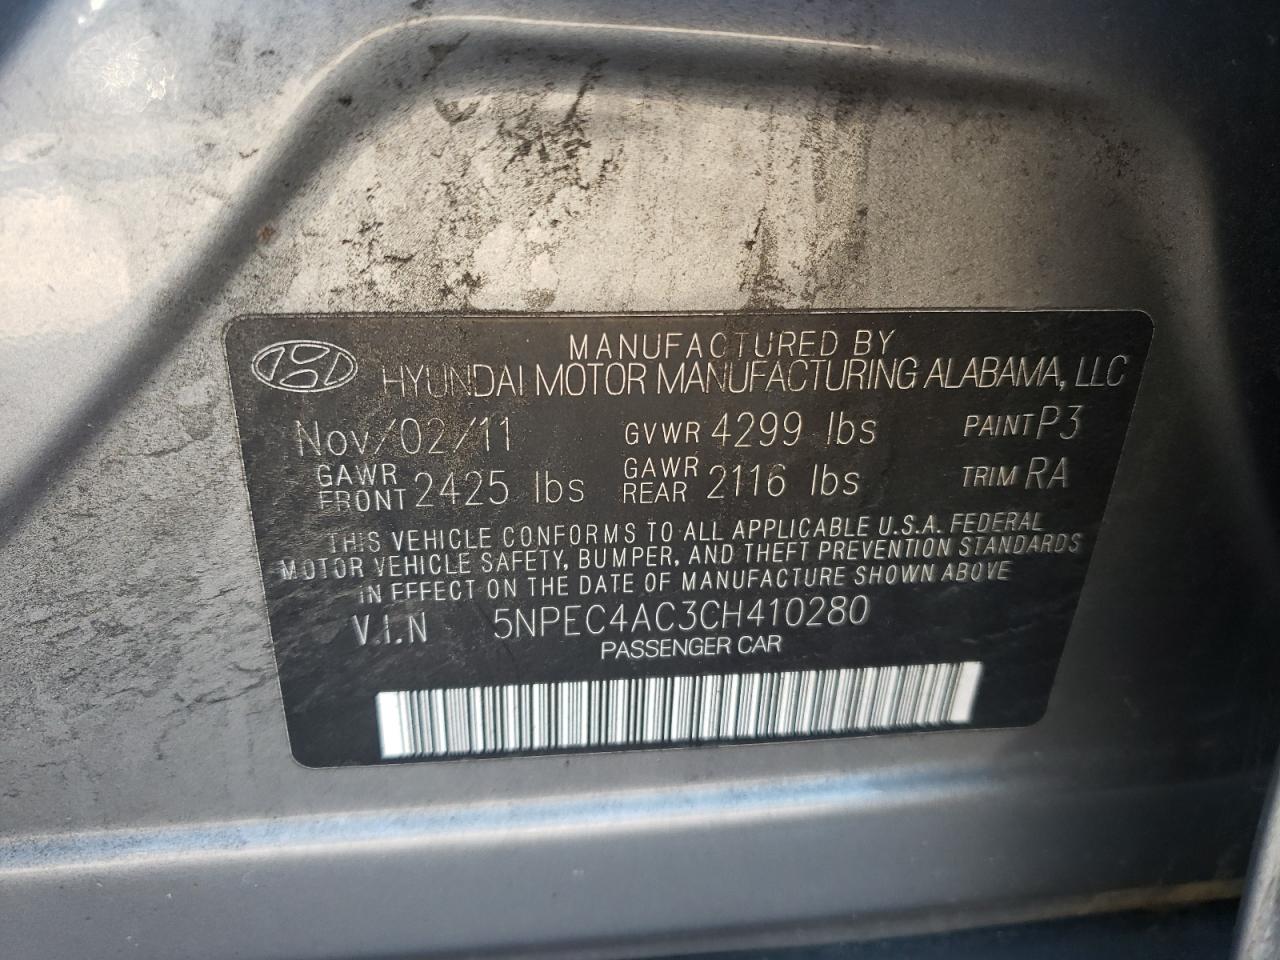 MANUFACTURED BY
HYUNDAI MOTOR MANUFACTURING ALABAMA, LLC
Nov/02/11 GVWR 4299 lbs PAINT P3
GAWR FRONT 2425 lbs GAWR REAR 2116 lbs TRIM RA
THIS VEHICLE CONFORMS TO ALL APPLICABLE U.S.A. FEDERAL
MOTOR VEHICLE SAFETY, BUMPER, AND THEFT PREVENTION STANDARDS
IN EFFECT ON THE DATE OF MANUFACTURE SHOWN ABOVE
V.I.N 5NPEC4AC3CH410280
PASSENGER CAR